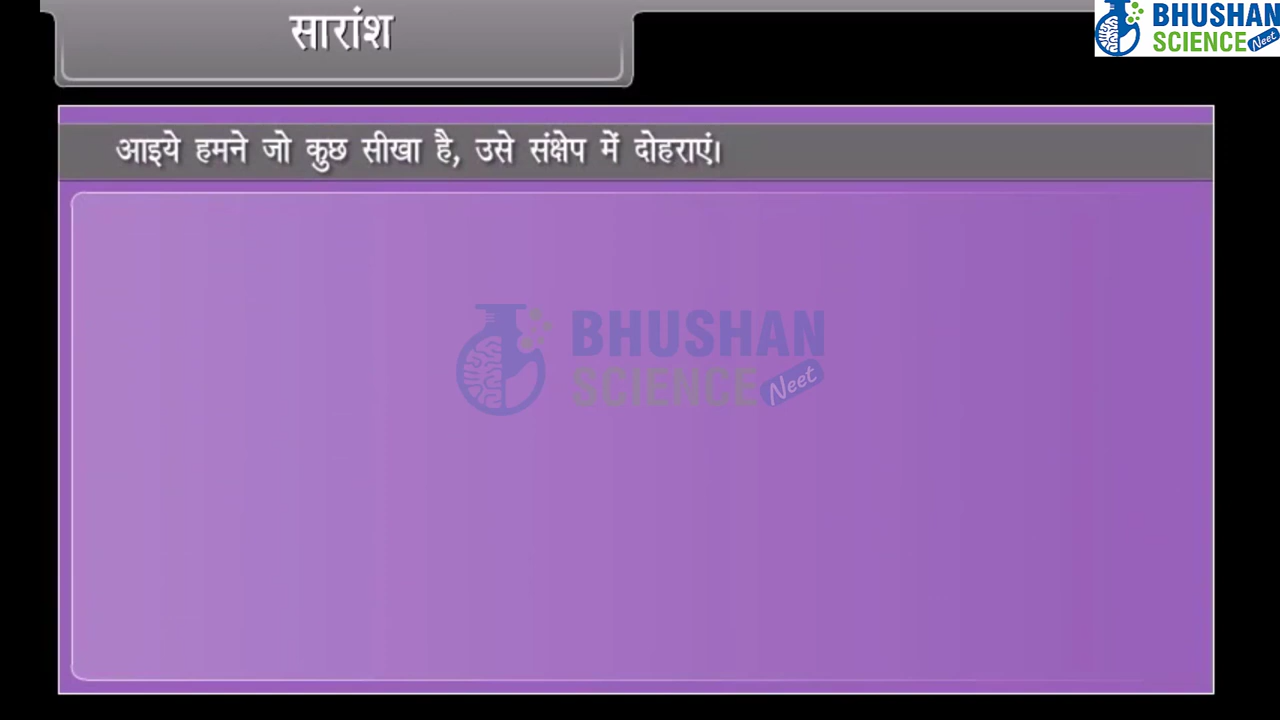 सारांश
BHUSHAN
SCIENCE Neet
आइये हमने जो कुछ सीखा है, उसे संक्षेप में दोहराएं।
BHUSHAN
SCIENCE Neet